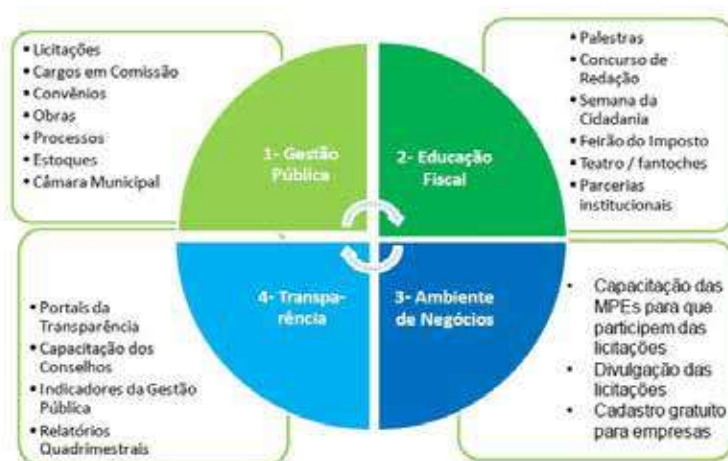 • Licitações
• Cargos em Comissão
• Convênios
• Obras
• Processos
• Estoques
• Câmara Municipal
1- Gestão
Pública
2- Educação
Fiscal
• Palestras
• Concurso de
Redação
• Semana da
Cidadania
• Feirão do Imposto
• Teatro / fantoches
• Parcerias
institucionais
• Portais da
Transparência
• Capacitação dos
Conselhos
• Indicadores da Gestão
Pública
• Relatórios
Quadrimestrais
4- Transpa-
rência
3- Ambiente
de Negócios
• Capacitação das
MPEs para que
participem das
licitações
• Divulgação das
licitações
• Cadastro gratuito
para empresas